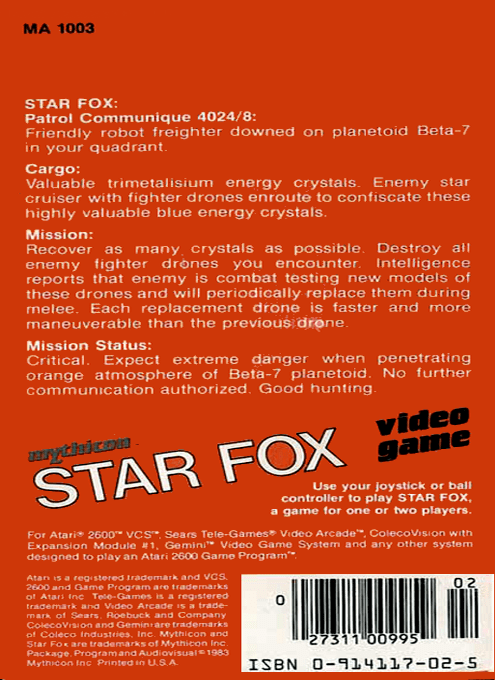 MA 1003
STAR FOX:
Patrol Communique 4024/8:
Friendly robot freighter downed on planetoid Beta-7
in your quadrant.
Cargo:
Valuable trimetalisium energy crystals. Enemy star
cruiser with fighter drones enroute to confiscate these
highly valuable blue energy crystals.
Mission:
Recover as many crystals as possible. Destroy all
enemy fighter drones you encounter. Intelligence
reports that enemy is combat testing new models of
these drones and will periodically replace them during
melee. Each replacement drone is faster and more
maneuverable than the previous drone.
Mission Status:
Critical. Expect extreme danger when penetrating
orange atmosphere of Beta-7 planetoid. No further
communication authorized. Good hunting.
mythicon
STAR FOX
video
game
Use your joystick or ball
controller to play STAR FOX,
a game for one or two players.
For Atari® 2600™ VCS™, Sears Tele-Games® Video Arcade™, ColecoVision with
Expansion Module #1, Gemini™ Video Game System and any other system
designed to play an Atari 2600 Game Program™.
Atari is a registered trademark and VCS,
2600 and Game Program are trademarks
of Atari Inc. Tele-Games is a registered
trademark and Video Arcade is a trade-
mark of Sears, Roebuck and Company.
ColecoVision and Gemini are trademarks
of Coleco Industries, Inc. Mythicon and
Star Fox are trademarks of Mythicon Inc.
Package, Program and Audiovisual © 1983
Mythicon Inc. Printed in U.S.A.
02
0
27311 00995
ISBN 0-914117-02-5